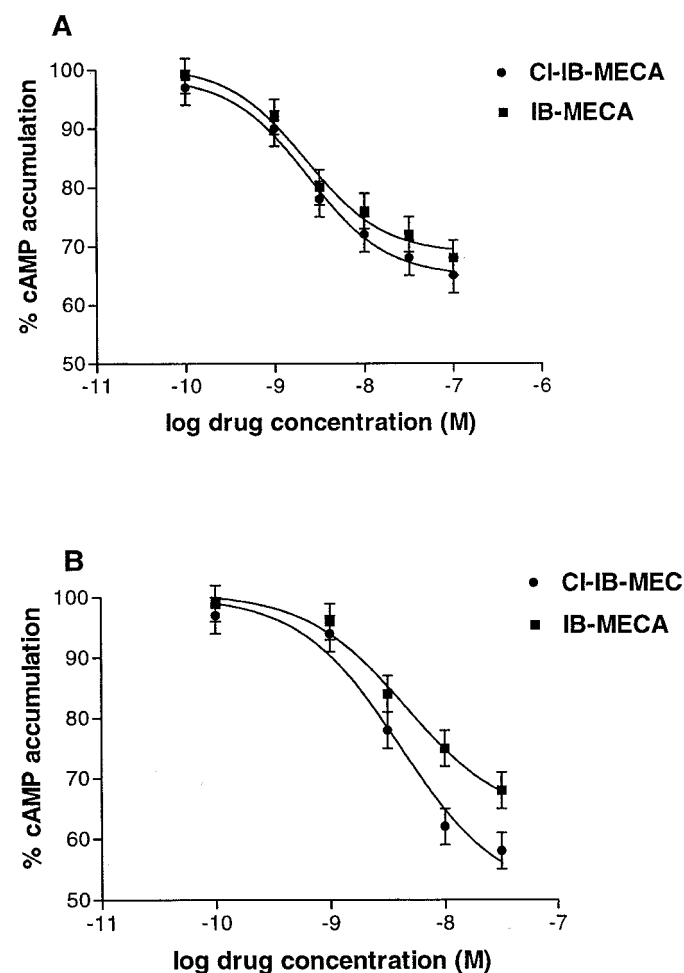 A
CI-IB-MECA
IB-MECA
% cAMP accumulation
100
90
80
70
60
50
-11 -10 -9 -8 -7 -6
log drug concentration (M)
B
CI-IB-MEC
IB-MECA
% cAMP accumulation
100
90
80
70
60
50
-11 -10 -9 -8 -7
log drug concentration (M)